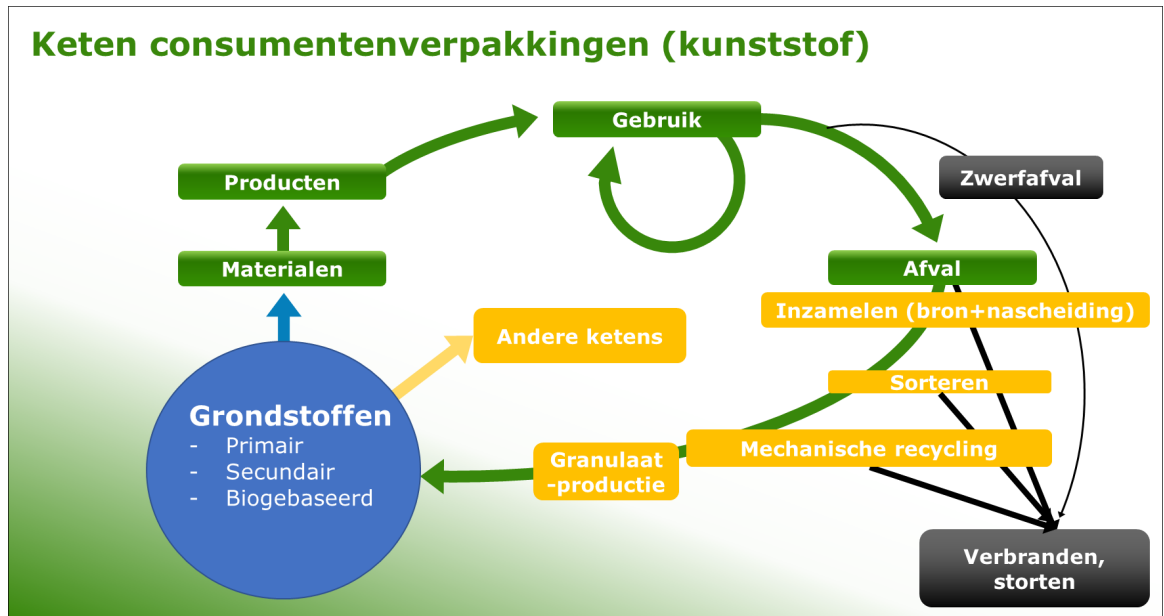 Keten consumentenverpakkingen (kunststof)
Gebruik
Producten
Zwerfafval
Materialen
Afval
Inzamelen (bron+nascheiding)
Andere ketens
Sorteren
Grondstoffen
- Primair
- Secundair
- Biogebaseerd
Mechanische recycling
Granulaat
-productie
Verbranden,
storten